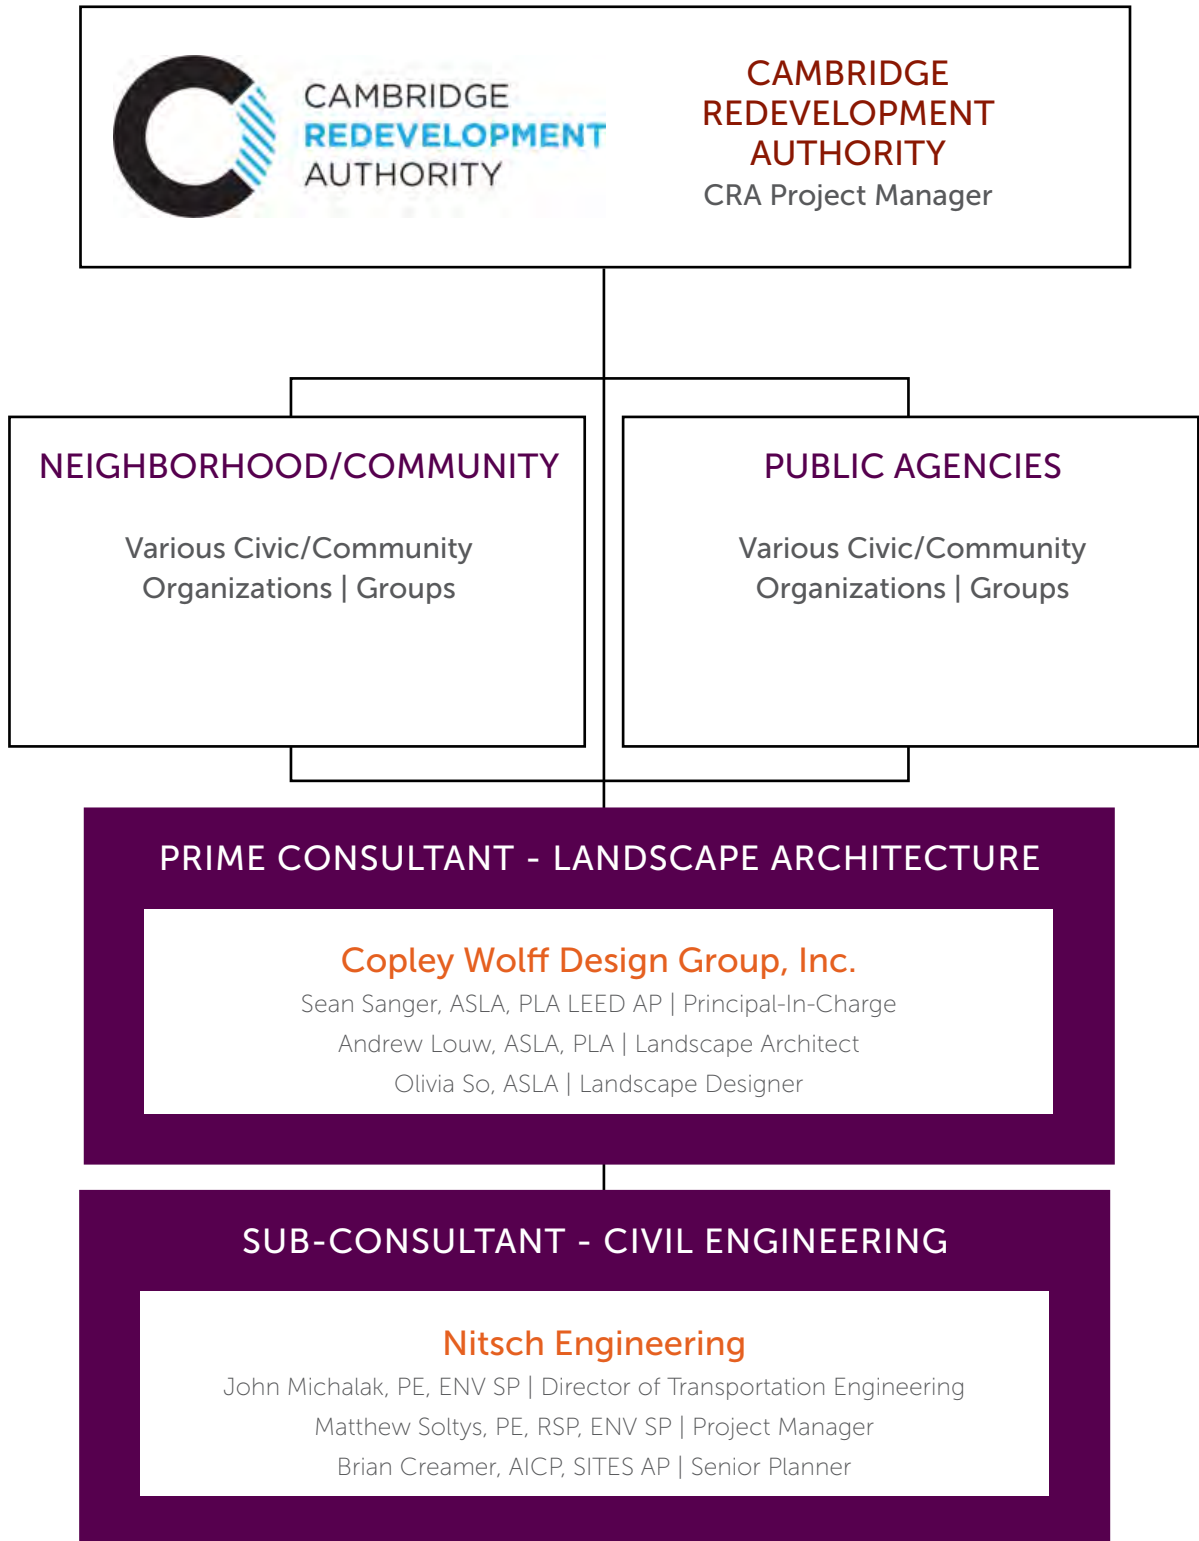 CAMBRIDGE
REDEVELOPMENT
AUTHORITY
CAMBRIDGE
REDEVELOPMENT
AUTHORITY
CRA Project Manager
NEIGHBORHOOD/COMMUNITY
Various Civic/Community
Organizations | Groups
PUBLIC AGENCIES
Various Civic/Community
Organizations | Groups
PRIME CONSULTANT - LANDSCAPE ARCHITECTURE
Copley Wolff Design Group, Inc.
Sean Sanger, ASLA, PLA LEED AP | Principal-In-Charge
Andrew Louw, ASLA, PLA | Landscape Architect
Olivia So, ASLA | Landscape Designer
SUB-CONSULTANT - CIVIL ENGINEERING
Nitsch Engineering
John Michalak, PE, ENV SP | Director of Transportation Engineering
Matthew Soltys, PE, RSP, ENV SP | Project Manager
Brian Creamer, AICP, SITES AP | Senior Planner